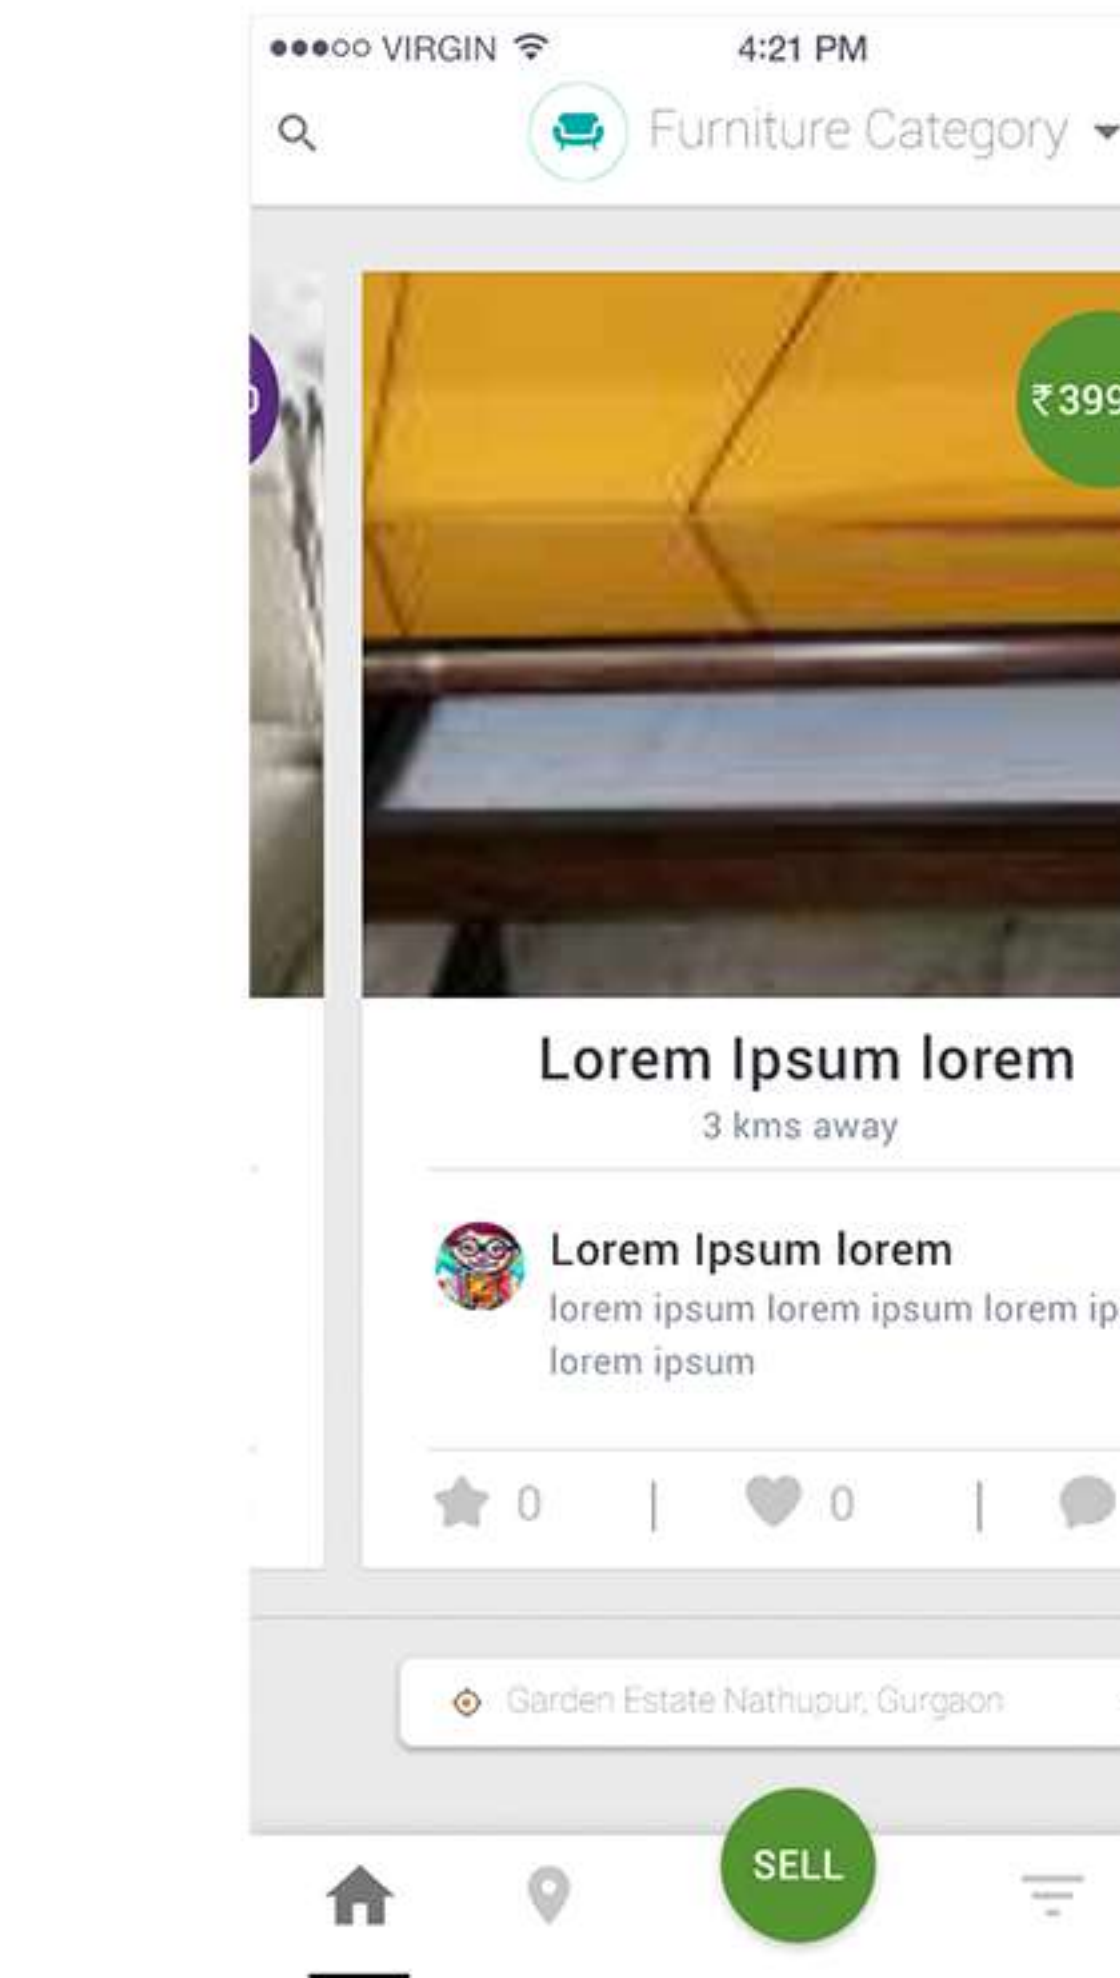 VIRGIN 4:21 PM
Furniture Category
₹399
Lorem Ipsum lorem
3 kms away
Lorem Ipsum lorem
lorem ipsum lorem ipsum lorem ip
lorem ipsum
0 | 0 |
Garden Estate Nathupur, Gurgaon
SELL